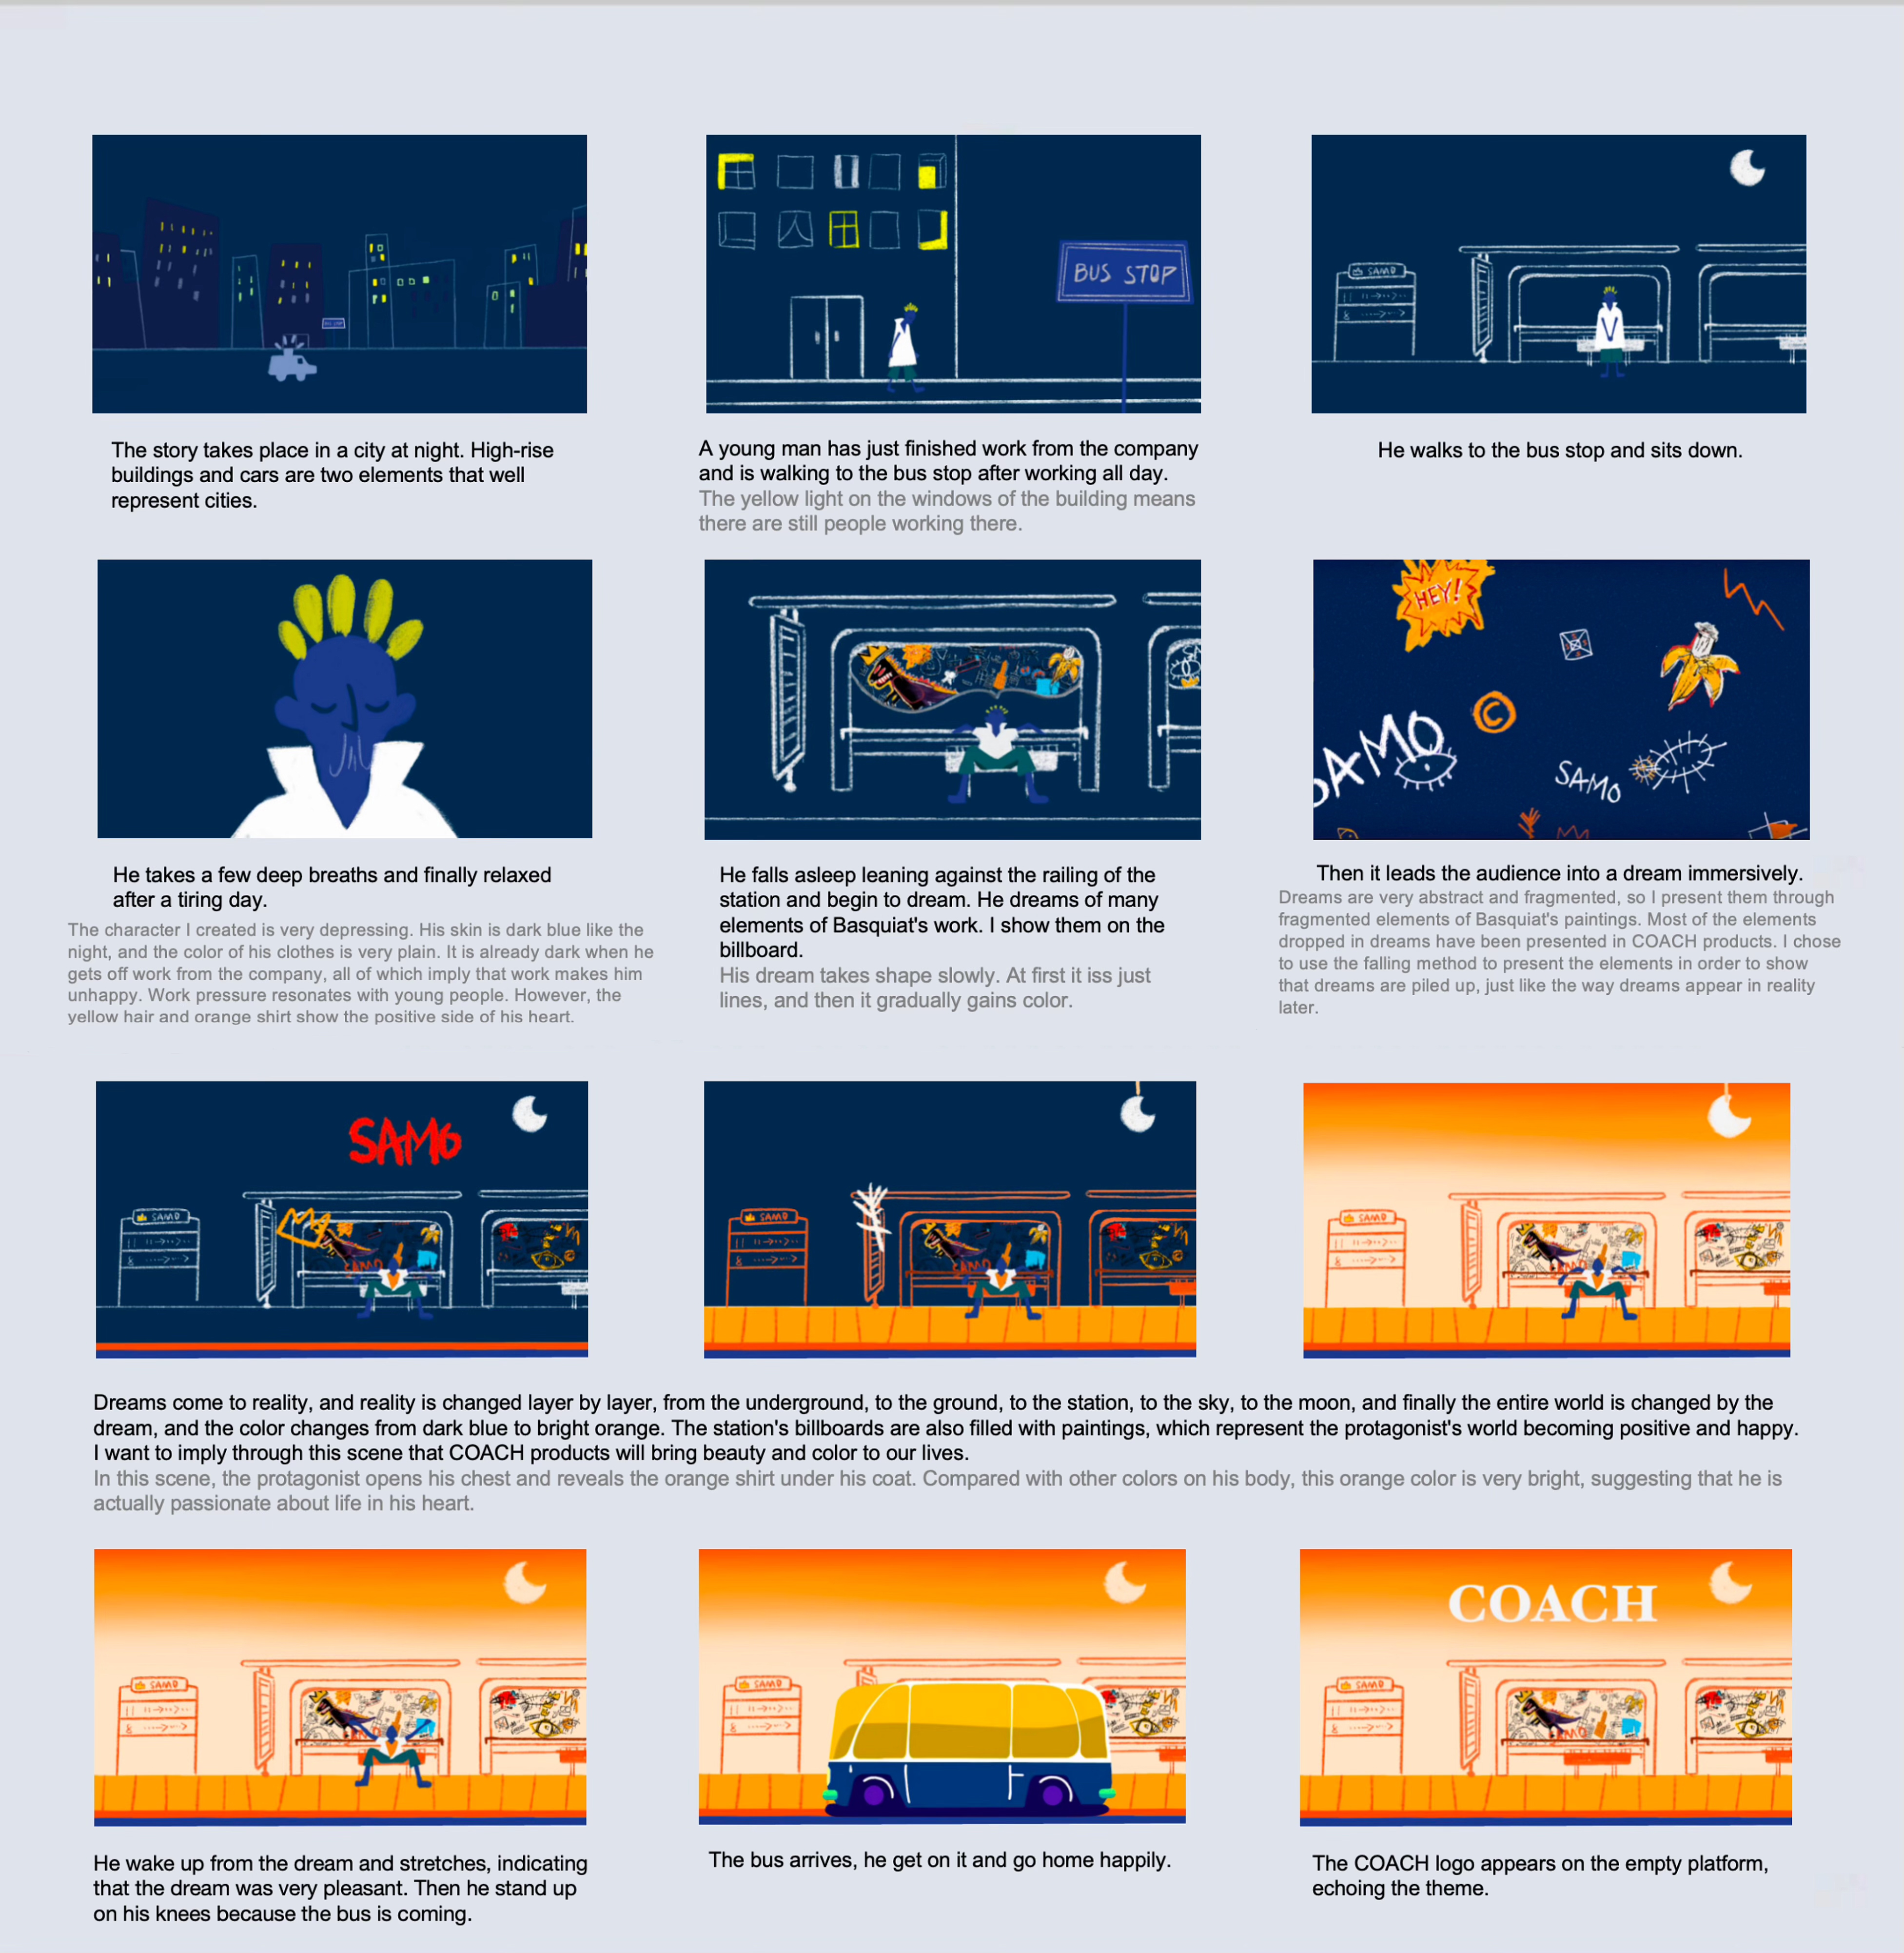 BUS STOP
SAMO
The story takes place in a city at night. High-rise
buildings and cars are two elements that well
represent cities.
A young man has just finished work from the company
and is walking to the bus stop after working all day.
The yellow light on the windows of the building means
there are still people working there.
He walks to the bus stop and sits down.
HEY!
C
SAMO
SAMO
He takes a few deep breaths and finally relaxed
after a tiring day.
The character I created is very depressing. His skin is dark blue like the
night, and the color of his clothes is very plain. It is already dark when he
gets off work from the company, all of which imply that work makes him
unhappy. Work pressure resonates with young people. However, the
yellow hair and orange shirt show the positive side of his heart.
He falls asleep leaning against the railing of the
station and begin to dream. He dreams of many
elements of Basquiat's work. I show them on the
billboard.
His dream takes shape slowly. At first it iss just
lines, and then it gradually gains color.
Then it leads the audience into a dream immersively.
Dreams are very abstract and fragmented, so I present them through
fragmented elements of Basquiat's paintings. Most of the elements
dropped in dreams have been presented in COACH products. I chose
to use the falling method to present the elements in order to show
that dreams are piled up, just like the way dreams appear in reality
later.
SAMO
SAMO
SAMO
SAMO
SAMO
SAMO
SAMO
Dreams come to reality, and reality is changed layer by layer, from the underground, to the ground, to the station, to the sky, to the moon, and finally the entire world is changed by the
dream, and the color changes from dark blue to bright orange. The station's billboards are also filled with paintings, which represent the protagonist's world becoming positive and happy.
I want to imply through this scene that COACH products will bring beauty and color to our lives.
In this scene, the protagonist opens his chest and reveals the orange shirt under his coat. Compared with other colors on his body, this orange color is very bright, suggesting that he is
actually passionate about life in his heart.
COACH
SAMO
SAMO
SAMO
He wake up from the dream and stretches, indicating
that the dream was very pleasant. Then he stand up
on his knees because the bus is coming.
The bus arrives, he get on it and go home happily.
The COACH logo appears on the empty platform,
echoing the theme.